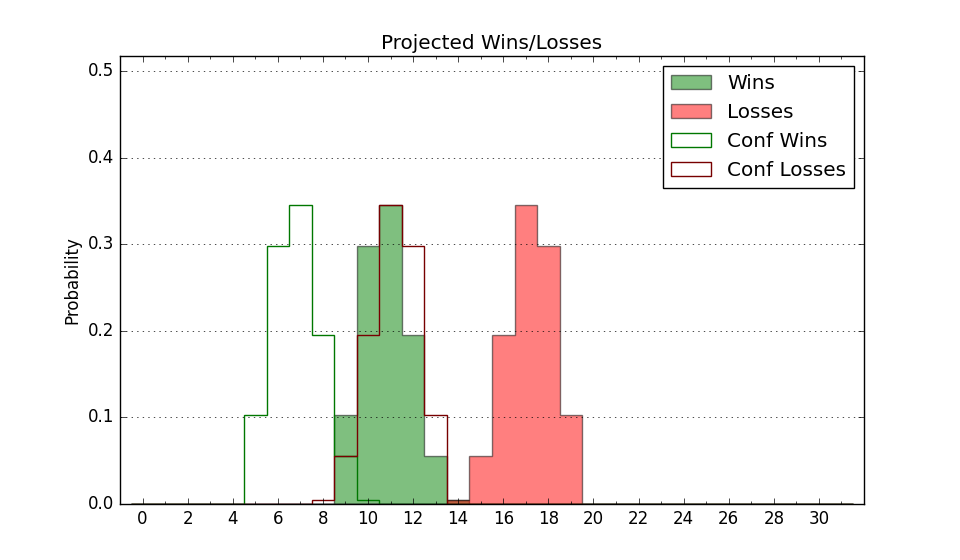 Projected Wins/Losses
0.5
0.4
0.3
0.2
0.1
0.0
Probability
Wins
Losses
Conf Wins
Conf Losses
0 2 4 6 8 10 12 14 16 18 20 22 24 26 28 30